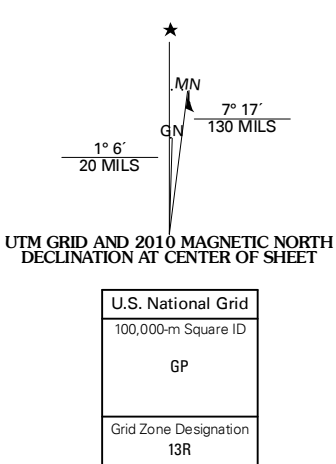 ★
MN
GN
7° 17´
130 MILS
1° 6´
20 MILS
UTM GRID AND 2010 MAGNETIC NORTH
DECLINATION AT CENTER OF SHEET
U.S. National Grid
100,000-m Square ID
GP
Grid Zone Designation
13R